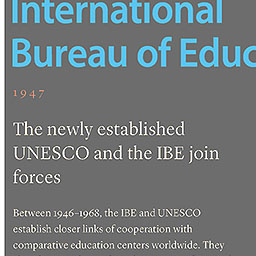 International
Bureau of Educ
1947
The newly established
UNESCO and the IBE join
forces
Between 1946–1968, the IBE and UNESCO
establish closer links of cooperation with
comparative education centers worldwide. They